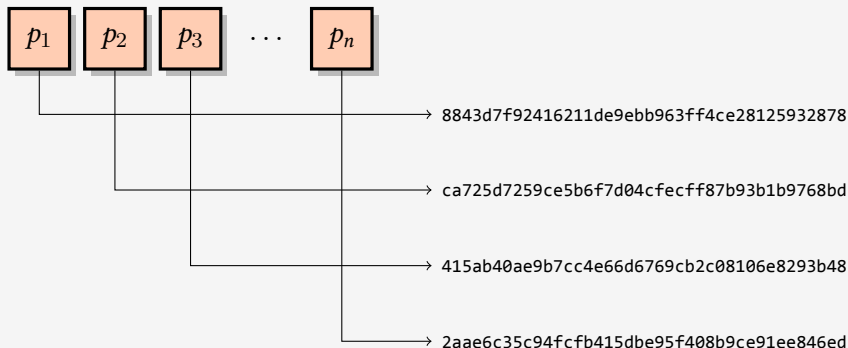 p1 p2 p3 ... pn
8843d7f92416211de9ebb963ff4ce28125932878
ca725d7259ce5b6f7d04cfecff87b93b1b9768bd
415ab40ae9b7cc4e66d6769cb2c08106e8293b48
2aae6c35c94fcfb415dbe95f408b9ce91ee846ed